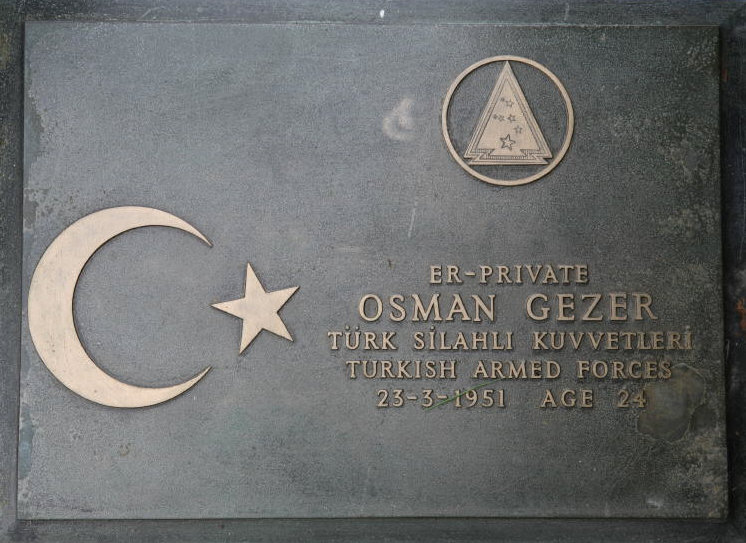 ER-PRIVATE
OSMAN GEZER
TÜRK SİLAHLI KUVVETLERİ
TURKISH ARMED FORCES
23-3-1951 AGE 24